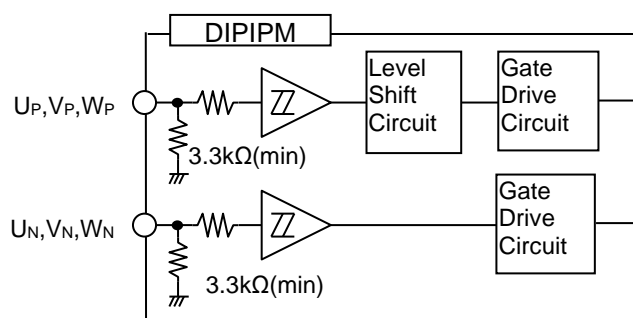 DIPIPM
Level
Shift
Circuit
Gate
Drive
Circuit
UP,VP,WP
3.3kΩ(min)
Gate
Drive
Circuit
UN,VN,WN
3.3kΩ(min)